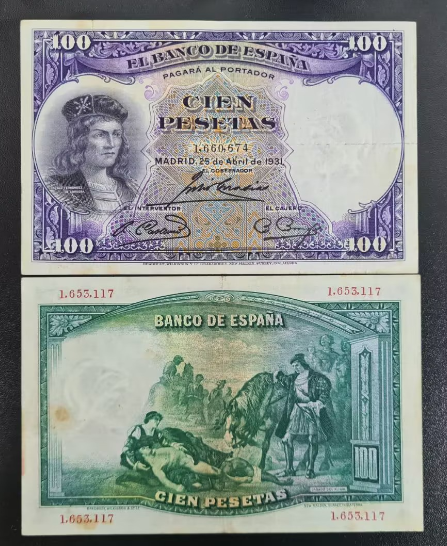 100 100
EL BANCO DE ESPAÑA
PAGARÁ AL PORTADOR
CIEN
PESETAS
1,660,674
MADRID, 25 de Abril de 1931
EL GOBERNADOR
EL INTERVENTOR EL CAJERO
100 100
1,653,117 1,653,117
BANCO DE ESPAÑA
100
CIEN PESETAS
1,653,117 1,653,117